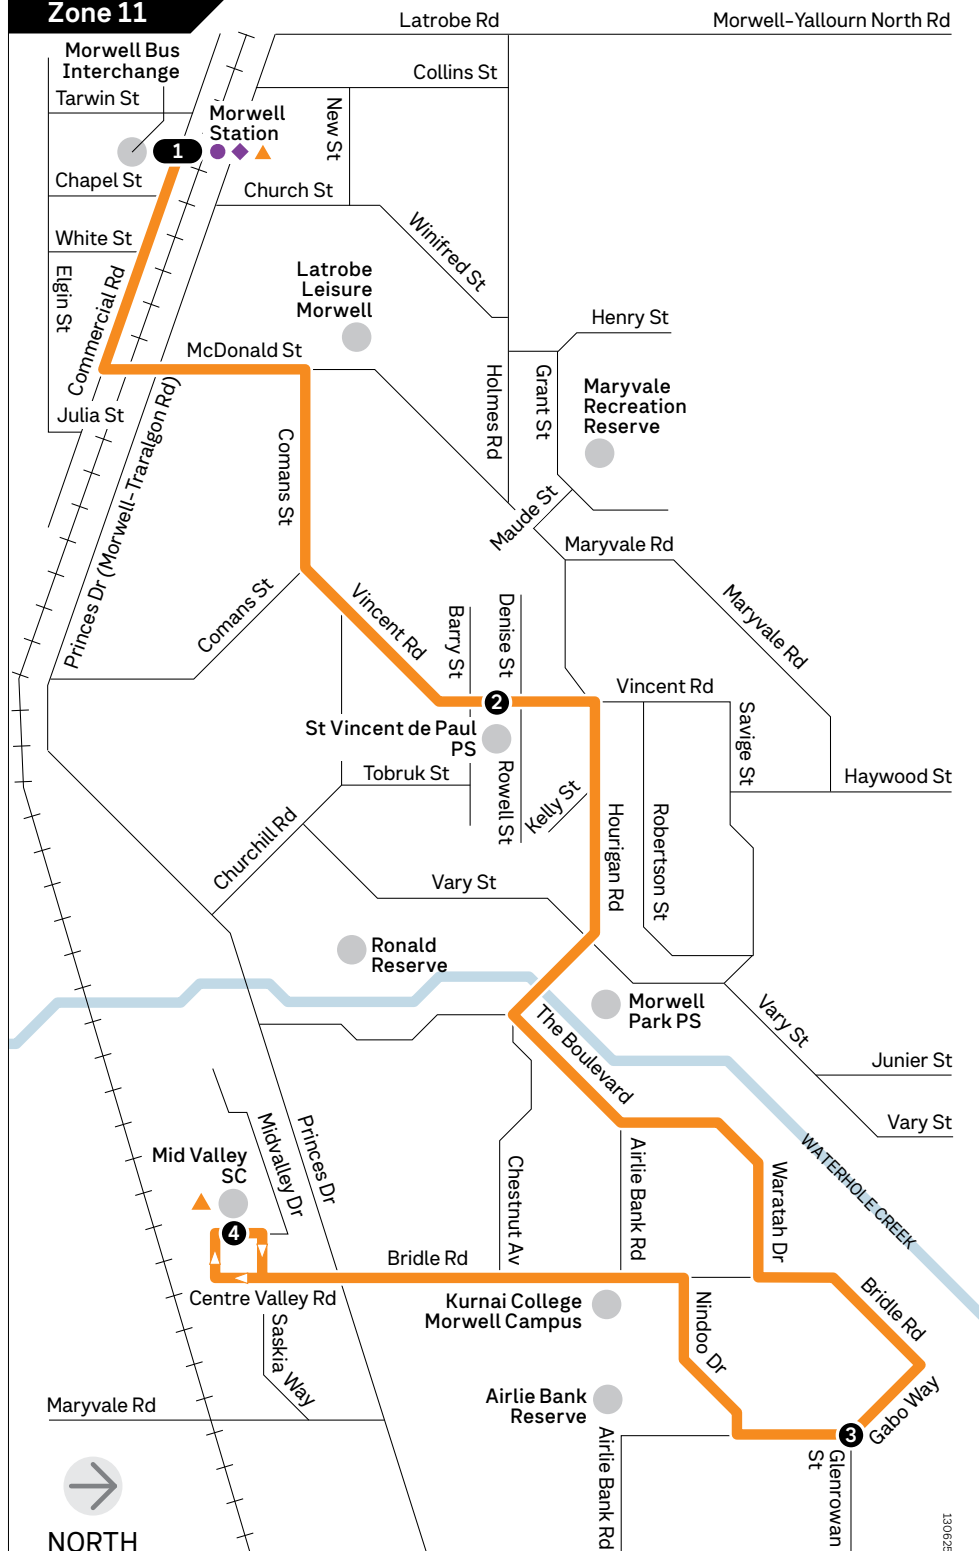 Zone 11
Latrobe Rd
Morwell-Yallourn North Rd
Morwell Bus
Interchange
Collins St
Tarwin St
New St
Morwell
Station
1
Chapel St
Church St
White St
Winifred St
Elgin St
Commercial Rd
Latrobe
Leisure
Morwell
Henry St
McDonald St
Holmes Rd
Grant St
Maryvale
Recreation
Reserve
Julia St
Princes Dr (Morwell-Traralgon Rd)
Comans St
Maude St
Maryvale Rd
Comans St
Vincent Rd
Barry St
Denise St
Maryvale Rd
Vincent Rd
2
St Vincent de Paul
PS
Savige St
Tobruk St
Rowell St
Kelly St
Haywood St
Churchill Rd
Hourigan Rd
Robertson St
Vary St
Ronald
Reserve
Morwell
Park PS
The Boulevard
Vary St
Junier St
Vary St
Midvalley Dr
Princes Dr
Mid Valley
SC
4
Chestnut Av
Airlie Bank Rd
Waratah Dr
WATERHOLE CREEK
Bridle Rd
Centre Valley Rd
Kurnai College
Morwell Campus
Nindoo Dr
Bridle Rd
Saskia Way
Airlie Bank
Reserve
Maryvale Rd
Gabo Way
3
Airlie Bank Rd
Glenrowan
St
NORTH
130625